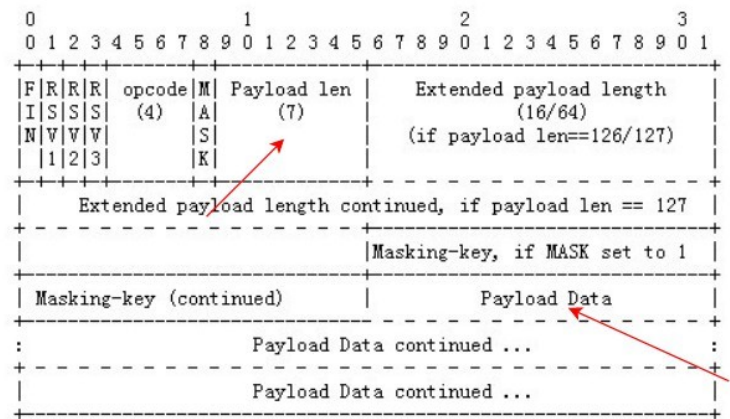 0 1 2 3
0 1 2 3 4 5 6 7 8 9 0 1 2 3 4 5 6 7 8 9 0 1 2 3 4 5 6 7 8 9 0 1
|F|R|R|R| opcode|M| Payload len | Extended payload length |
|I|S|S|S| (4) |A| (7) | (16/64) |
|N|V|V|V| |S| | (if payload len==126/127) |
| |1|2|3| |K| | |
| Extended payload length continued, if payload len == 127 |
| |Masking-key, if MASK set to 1 |
| Masking-key (continued) | Payload Data |
: Payload Data continued ... :
| Payload Data continued ... |